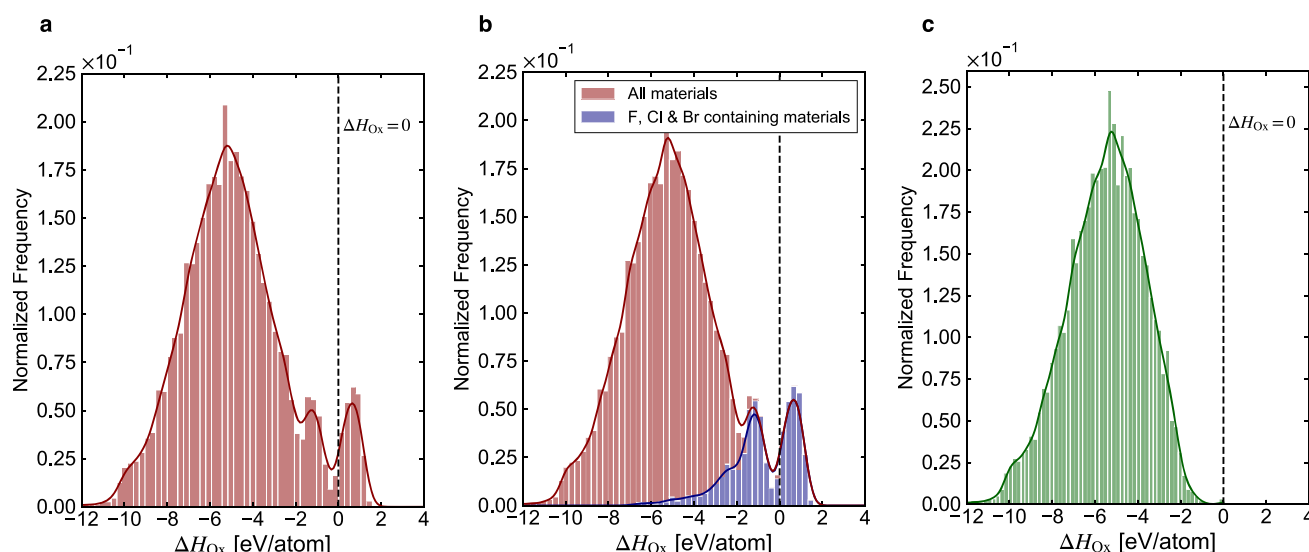 a
×10⁻¹
2.25
2.00
1.75
1.50
1.25
1.00
0.75
0.50
0.25
0.00
Normalized Frequency
ΔH_Ox = 0
−12 −10 −8 −6 −4 −2 0 2 4
ΔH_Ox [eV/atom]
b
×10⁻¹
2.25
2.00
1.75
1.50
1.25
1.00
0.75
0.50
0.25
0.00
Normalized Frequency
All materials
F, Cl & Br containing materials
−12 −10 −8 −6 −4 −2 0 2 4
ΔH_Ox [eV/atom]
c
×10⁻¹
2.50
2.25
2.00
1.75
1.50
1.25
1.00
0.75
0.50
0.25
0.00
Normalized Frequency
ΔH_Ox = 0
−12 −10 −8 −6 −4 −2 0 2 4
ΔH_Ox [eV/atom]